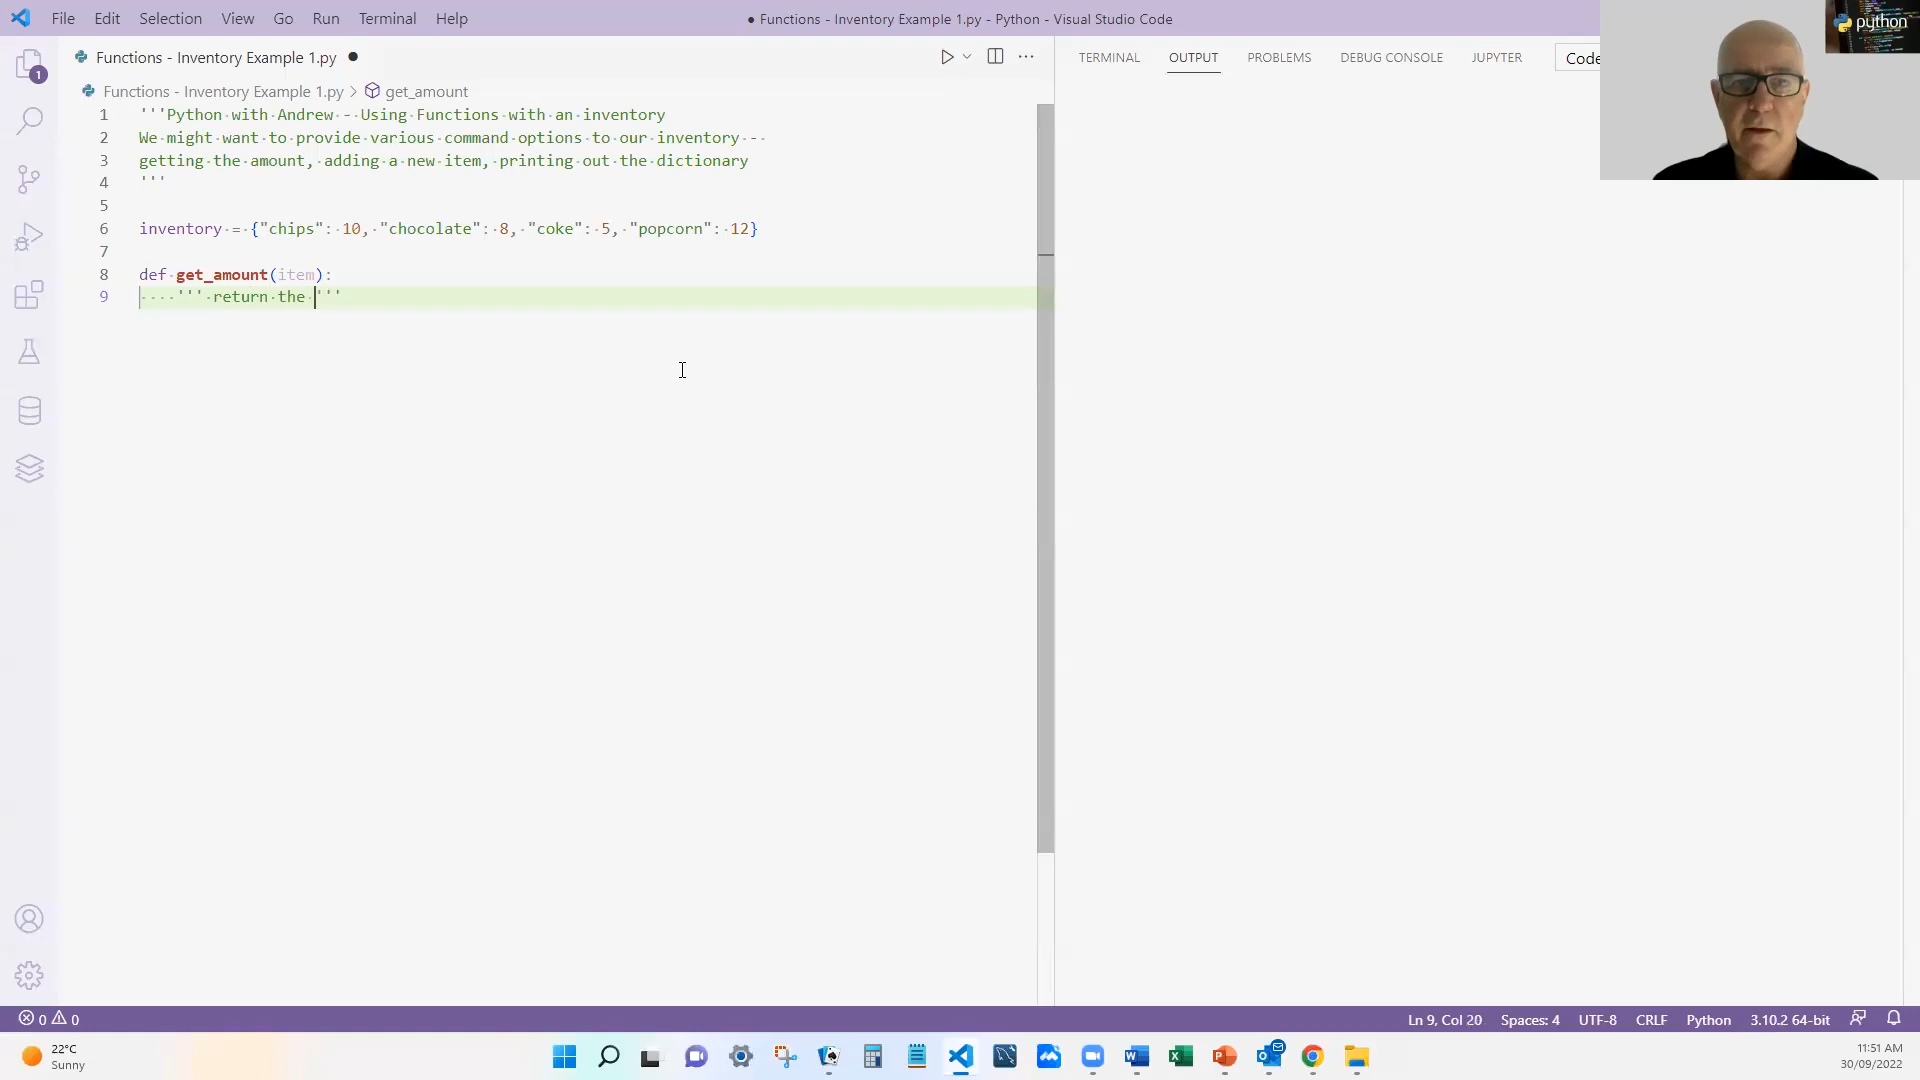 File Edit Selection View Go Run Terminal Help
● Functions - Inventory Example 1.py - Python - Visual Studio Code
python
Functions - Inventory Example 1.py ●
TERMINAL OUTPUT PROBLEMS DEBUG CONSOLE JUPYTER Code
1
Functions - Inventory Example 1.py > get_amount
1 '''Python with Andrew -- Using Functions with an inventory
2 We might want to provide various command options to our inventory --
3 getting the amount, adding a new item, printing out the dictionary
4 '''
5
6 inventory = {"chips": 10, "chocolate": 8, "coke": 5, "popcorn": 12}
7
8 def get_amount(item):
9 ''' return the '''
0 0
Ln 9, Col 20 Spaces: 4 UTF-8 CRLF Python 3.10.2 64-bit
22°C
Sunny
11:51 AM
30/09/2022